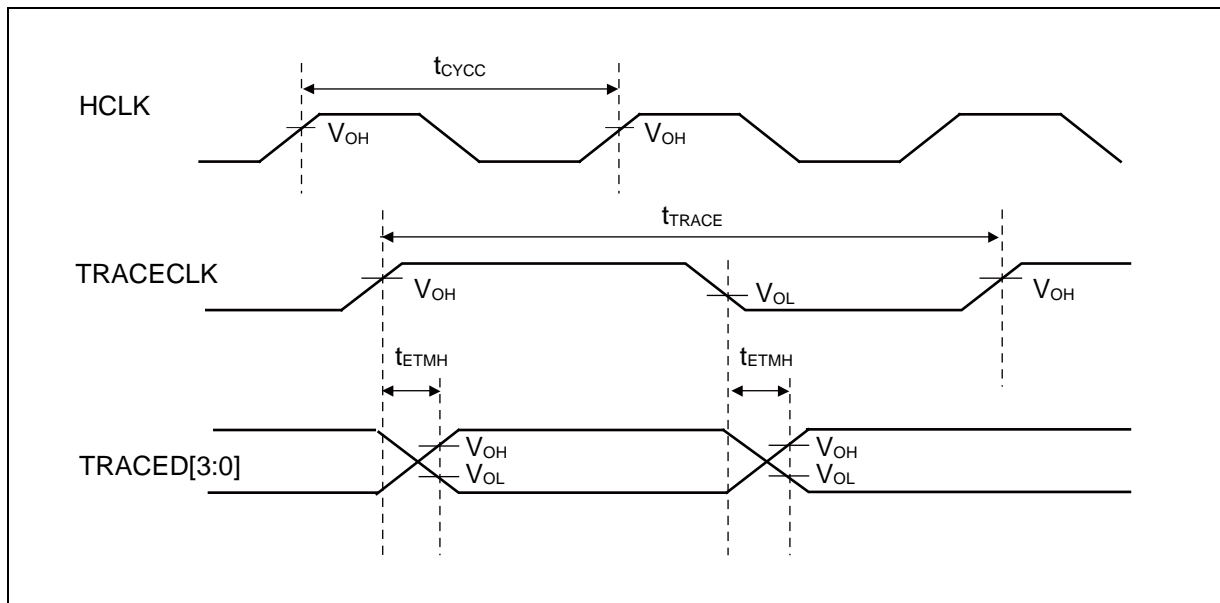 tCYCC
HCLK
VOH
VOH
tTRACE
TRACECLK
VOH
VOL
VOH
tETMH
tETMH
TRACED[3:0]
VOH
VOL
VOH
VOL